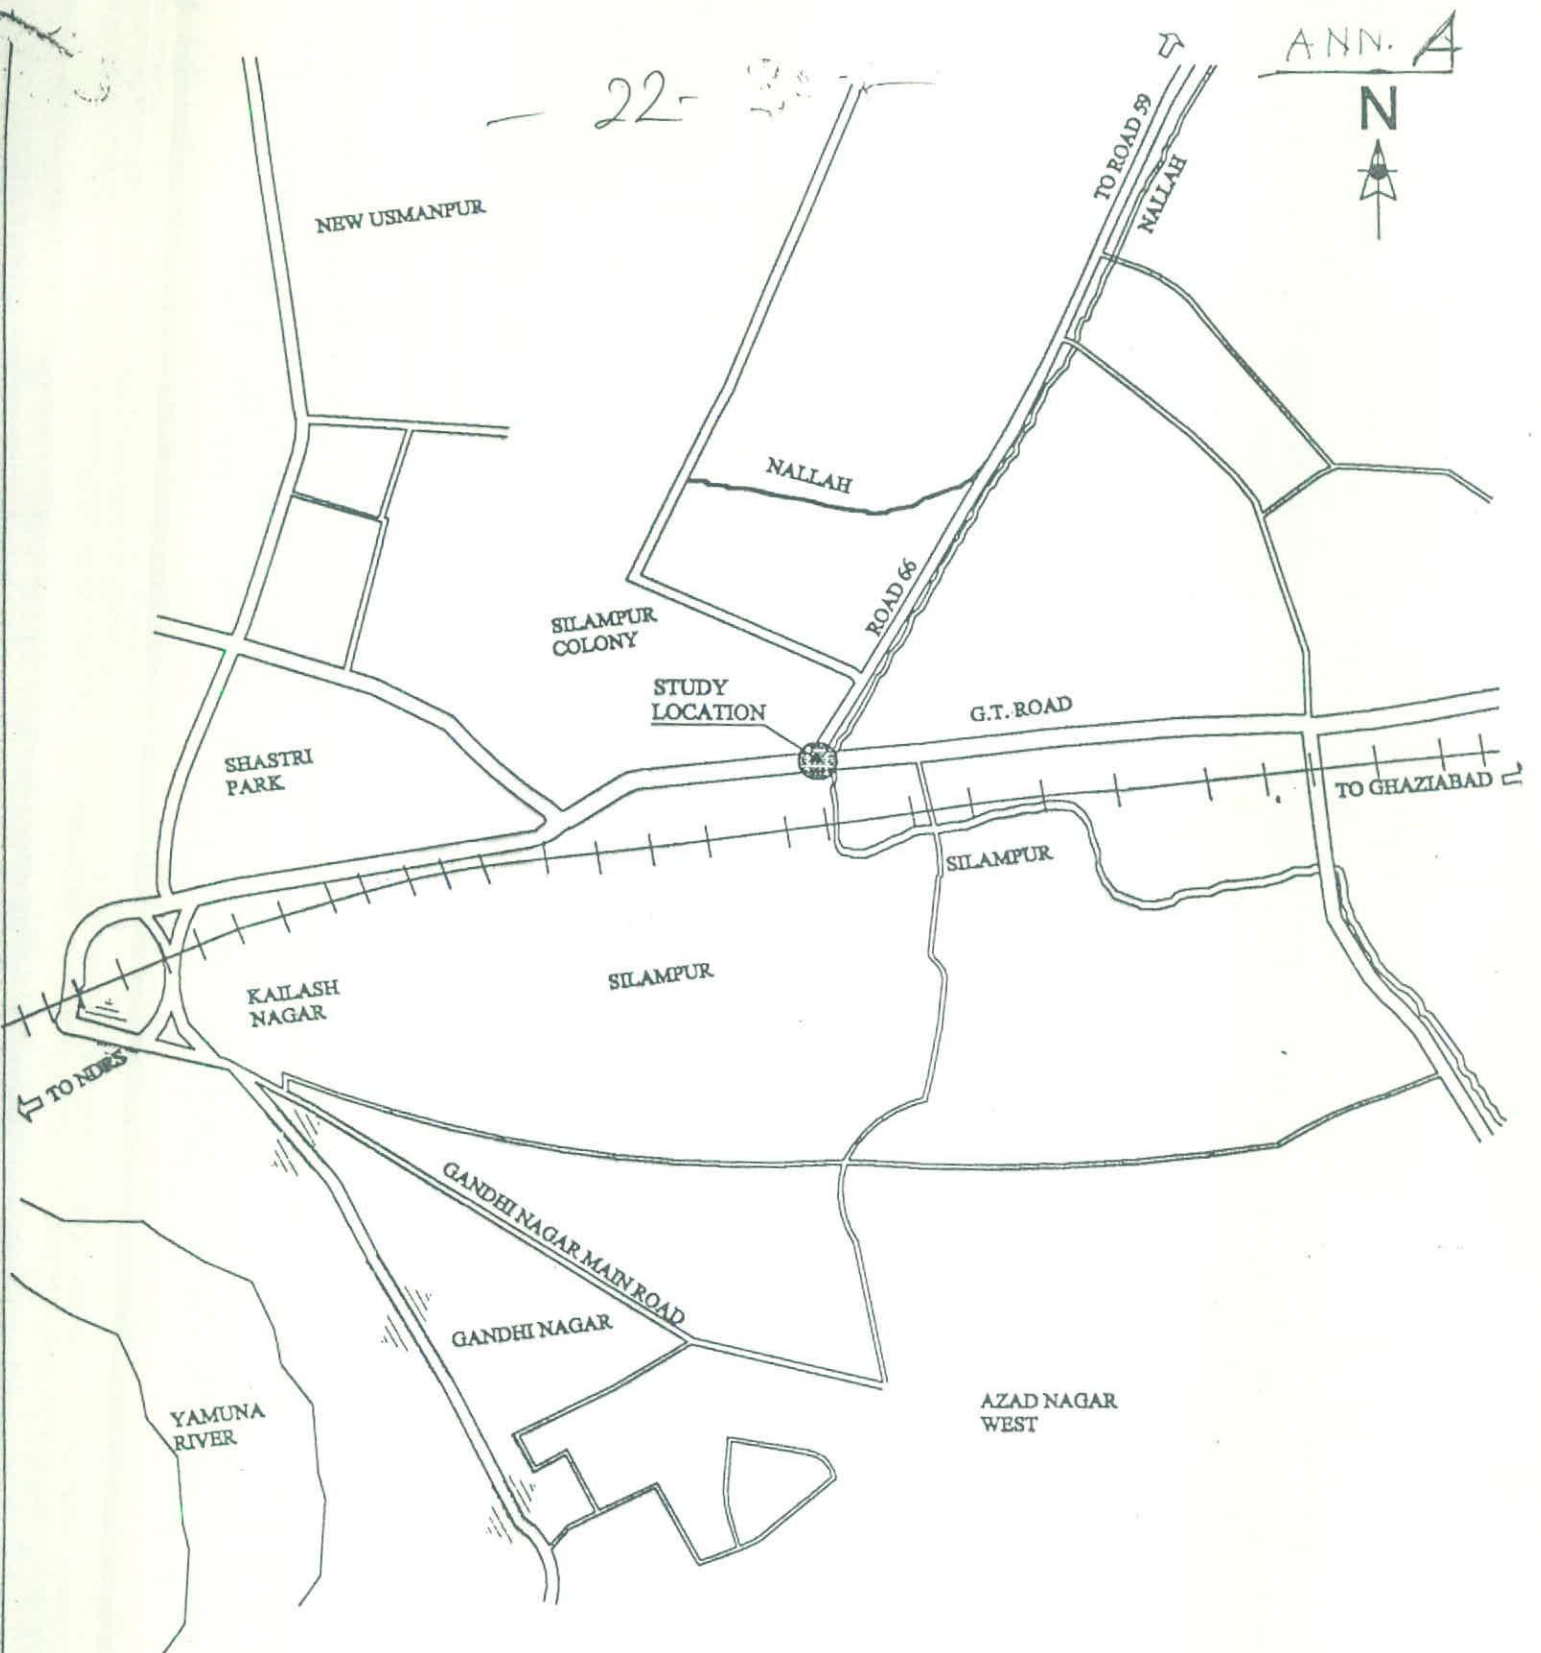 ANN. A
- 22-
N
TO ROAD 59
NALLAH
NEW USMANPUR
NALLAH
ROAD 66
SILAMPUR
COLONY
STUDY
LOCATION
G.T. ROAD
SHASTRI
PARK
TO GHAZIABAD
SILAMPUR
SILAMPUR
KAILASH
NAGAR
TO NDRS
GANDHI NAGAR MAIN ROAD
GANDHI NAGAR
AZAD NAGAR
WEST
YAMUNA
RIVER